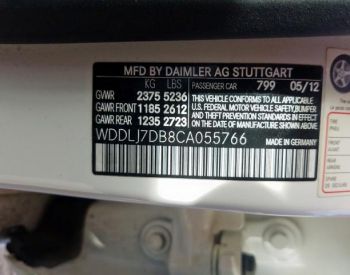 MFD BY DAIMLER AG STUTTGART
KG LBS PASSENGER CAR 799 05/12
GVWR 2375 5236 THIS VEHICLE CONFORMS TO ALL APPLICABLE
GAWR FRONT 1185 2612 U.S. FEDERAL MOTOR VEHICLE SAFETY, BUMPER,
GAWR REAR 1235 2723 AND THEFT PREVENTION STANDARDS IN EFFECT
ON THE DATE OF MANUFACTURE SHOWN ABOVE.
WDDLJ7DB8CA055766 MADE IN GERMANY